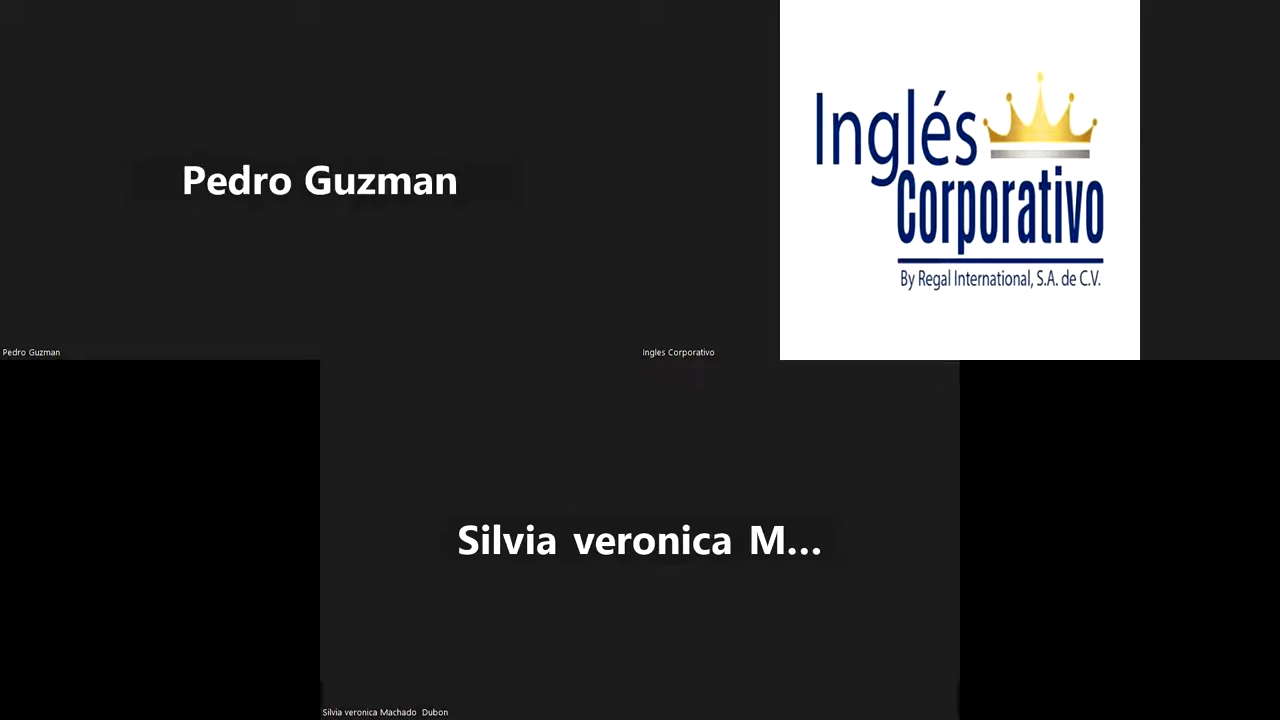 Pedro Guzman
Inglés
Corporativo
By Regal International, S.A. de C.V.
Pedro Guzman
Ingles Corporativo
Silvia veronica M...
Silvia veronica Machado Dubon